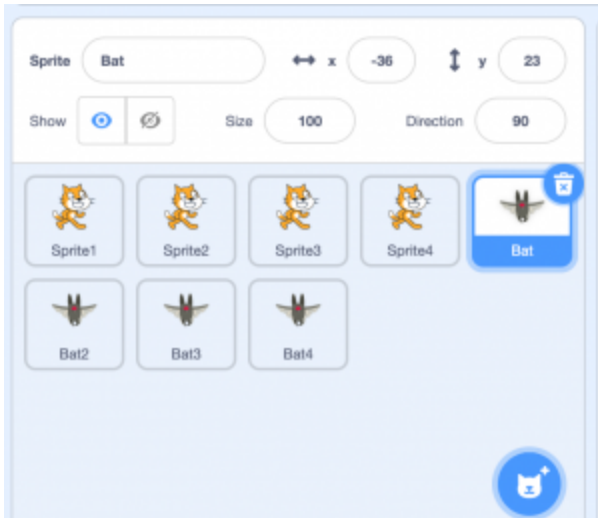 Sprite Bat x -36 y 23
Show Size 100 Direction 90
Sprite1 Sprite2 Sprite3 Sprite4 Bat
Bat2 Bat3 Bat4